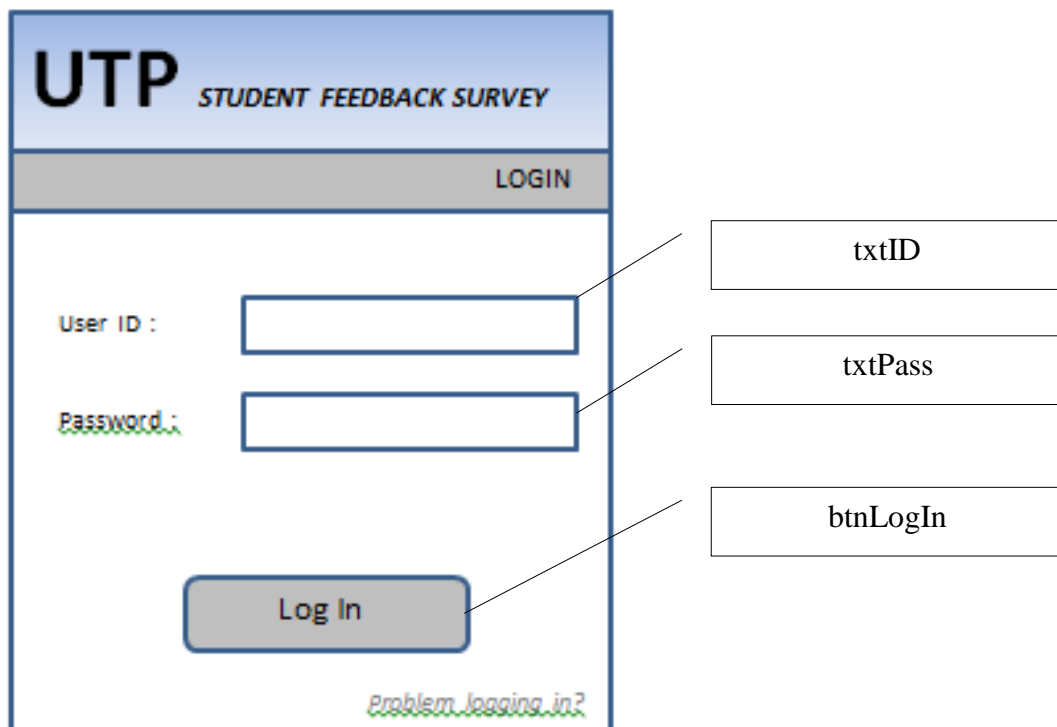 UTP STUDENT FEEDBACK SURVEY
LOGIN
txtID
User ID :
txtPass
Password :
btnLogIn
Log In
Problem logging in?